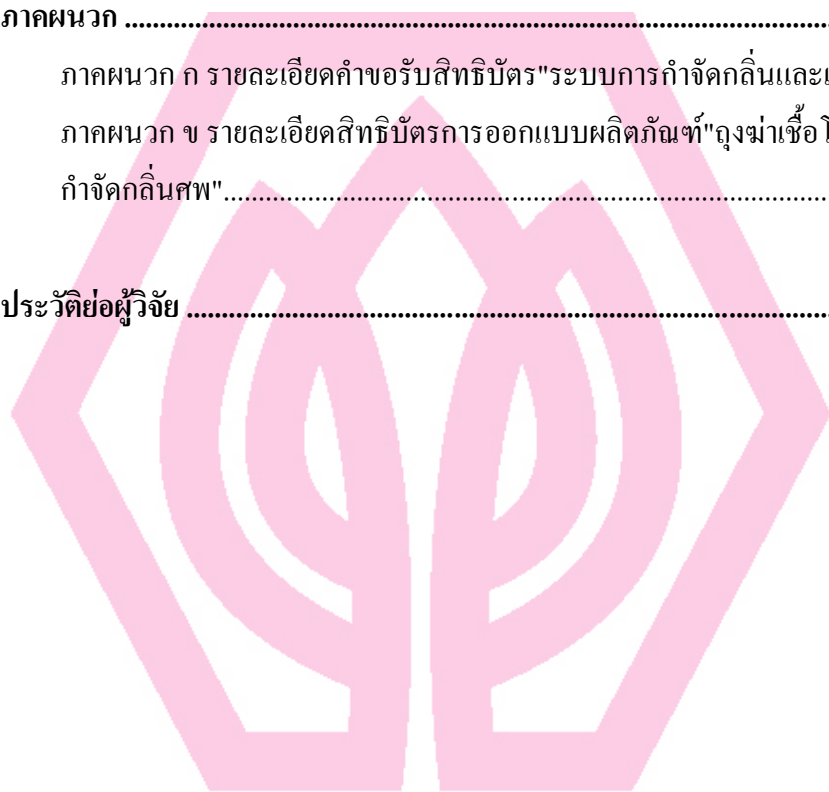 ภาคผนวก ....................................................................................................
ภาคผนวก ก รายละเอียดคำขอรับสิทธิบัตร"ระบบการกำจัดกลิ่นและ
ภาคผนวก ข รายละเอียดสิทธิบัตรการออกแบบผลิตภัณฑ์"ถุงฆ่าเชื้อ
กำจัดกลิ่นศพ"......................................................................................
ประวัติย่อผู้วิจัย ............................................................................................